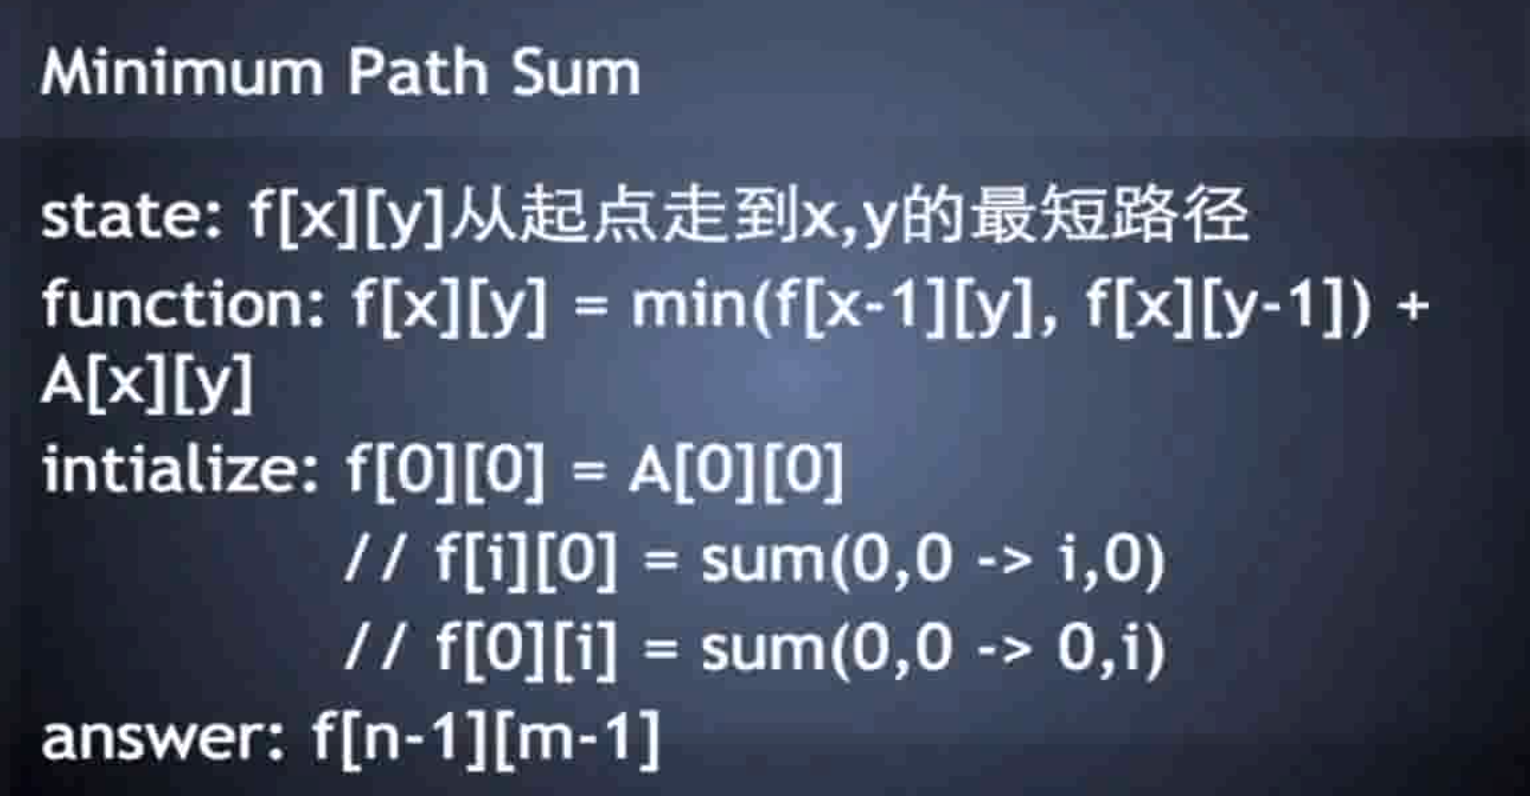 Minimum Path Sum
state: f[x][y]从起点走到x,y的最短路径
function: f[x][y] = min(f[x-1][y], f[x][y-1]) +
A[x][y]
intialize: f[0][0] = A[0][0]
// f[i][0] = sum(0,0 -> i,0)
// f[0][i] = sum(0,0 -> 0,i)
answer: f[n-1][m-1]